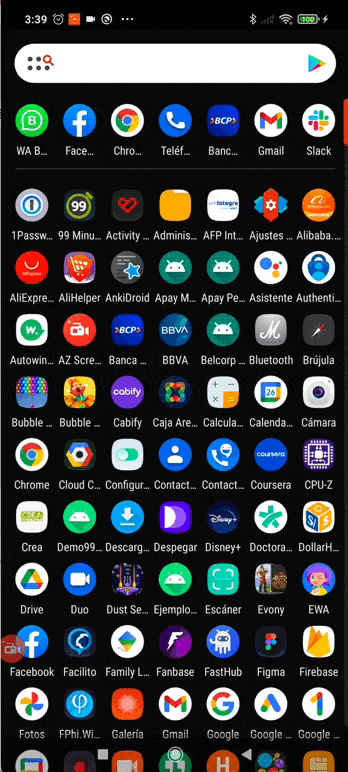 3:39
100
WA B... Face... Chro... Teléf... Banc... Gmail Slack
1Passw... 99 Minu... Activity ... Adminis... AFP Int... Ajustes ... Alibaba....
AliExpre... AliHelper AnkiDroid Apay M... Apay Pe... Asistente Authenti...
Autowin... AZ Scre... Banca ... BBVA Belcorp ... Bluetooth Brújula
Bubble ... Bubble ... Cabify Caja Are... Calcula... Calenda... Cámara
Chrome Cloud C... Configur... Contact... Contact... Coursera CPU-Z
Crea Demo99... Descarg... Despegar Disney+ Doctora... DollarH...
Drive Duo Dust Se... Ejemplo... Escáner Evony EWA
Facebook Facilito Family L... Fanbase FastHub Figma Firebase
Fotos FPhi.Wi... Galería Gmail Google Google ... Google ...